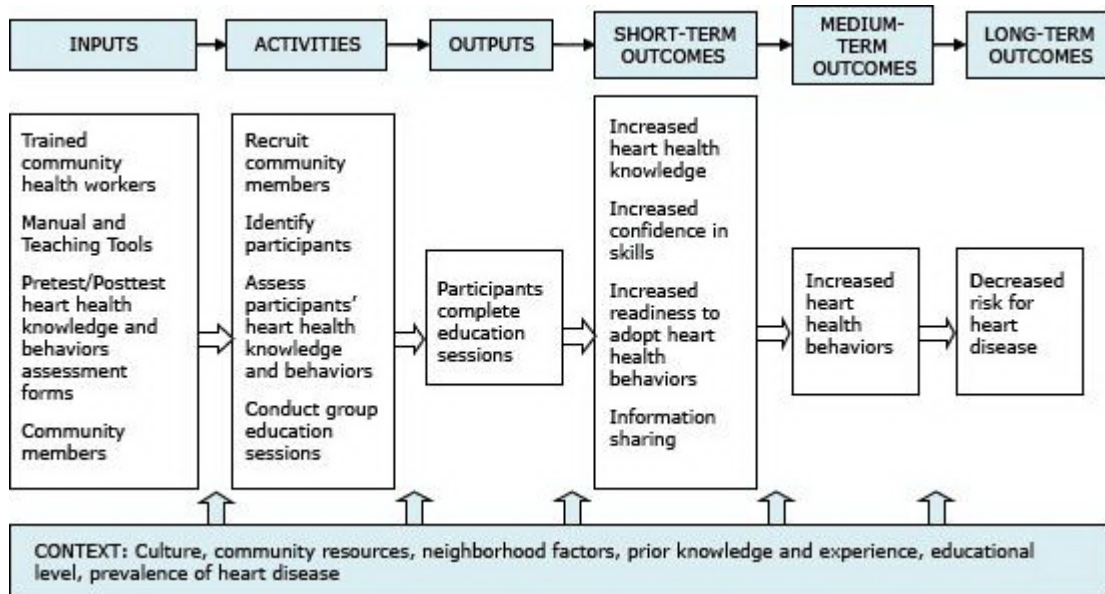 INPUTS
ACTIVITIES
OUTPUTS
SHORT-TERM
OUTCOMES
MEDIUM-
TERM
OUTCOMES
LONG-TERM
OUTCOMES
Trained
community
health workers
Manual and
Teaching Tools
Pretest/Posttest
heart health
knowledge and
behaviors
assessment
forms
Community
members
Recruit
community
members
Identify
participants
Assess
participants'
heart health
knowledge
and behaviors
Conduct group
education
sessions
Participants
complete
education
sessions
Increased
heart health
knowledge
Increased
confidence in
skills
Increased
readiness to
adopt heart
health
behaviors
Information
sharing
Increased
heart
health
behaviors
Decreased
risk for
heart
disease
CONTEXT: Culture, community resources, neighborhood factors, prior knowledge and experience, educational
level, prevalence of heart disease